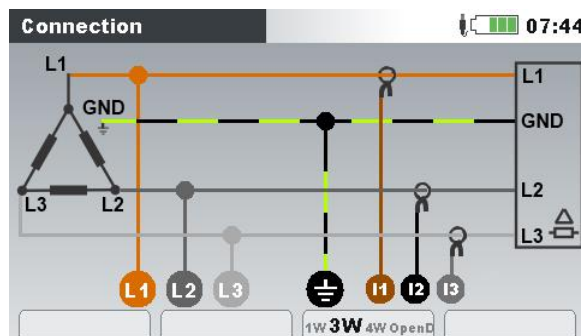 Connection 07:44
L1 L1
GND GND
L3 L2 L2
L3
L1 L2 L3 I1 I2 I3
1W 3W 4W OpenD